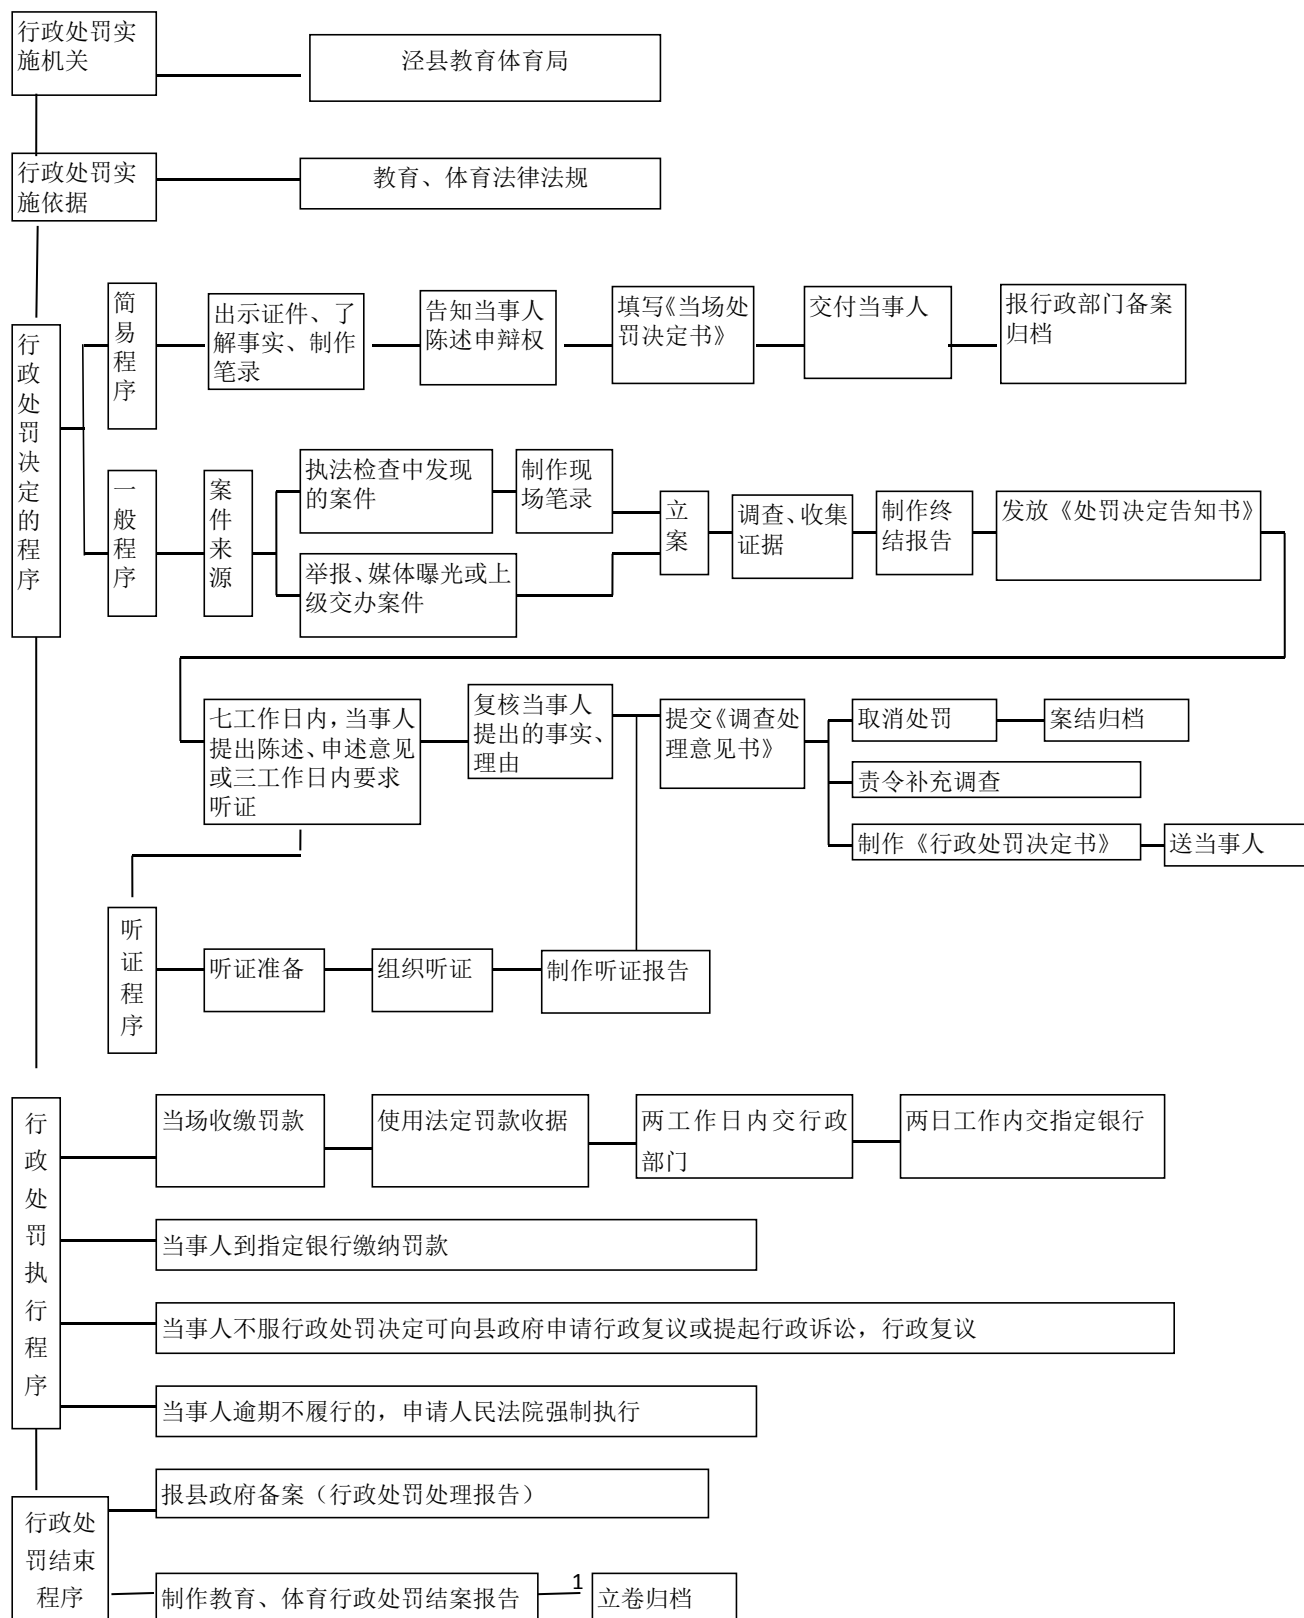 行政处罚实
施机关
泾县教育体育局
行政处罚实
施依据
教育、体育法律法规
行政处罚决定的程序
简易程序
出示证件、了
解事实、制作
笔录
告知当事人
陈述申辩权
填写《当场处
罚决定书》
交付当事人
报行政部门备案
归档
一般程序
案件来源
执法检查中发现
的案件
制作现
场笔录
举报、媒体曝光或上
级交办案件
立案
调查、收集
证据
制作终
结报告
发放《处罚决定告知书》
七工作日内，当事人
提出陈述、申述意见
或三工作日内要求
听证
复核当事人
提出的事实、
理由
提交《调查处
理意见书》
取消处罚
案结归档
责令补充调查
制作《行政处罚决定书》
送当事人
听证程序
听证准备
组织听证
制作听证报告
行政处罚执行程序
当场收缴罚款
使用法定罚款收据
两工作日内交行政
部门
两日工作内交指定银行
当事人到指定银行缴纳罚款
当事人不服行政处罚决定可向县政府申请行政复议或提起行政诉讼，行政复议
当事人逾期不履行的，申请人民法院强制执行
行政处
罚结束
程序
报县政府备案（行政处罚处理报告）
制作教育、体育行政处罚结案报告
1
立卷归档